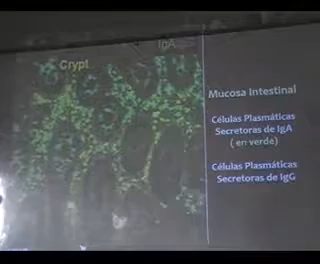 IgA
Crypt
Mucosa Intestinal
Células Plasmáticas
Secretoras de IgA
( en verde)
Células Plasmáticas
Secretoras de IgG